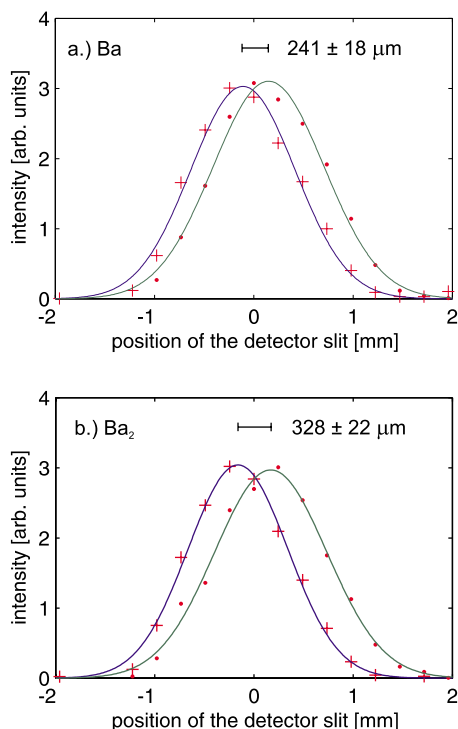 4
a.) Ba
241 ± 18 μm
3
2
1
0
intensity [arb. units]
-2 -1 0 1 2
position of the detector slit [mm]
4
b.) Ba₂
328 ± 22 μm
3
2
1
0
intensity [arb. units]
-2 -1 0 1 2
position of the detector slit [mm]